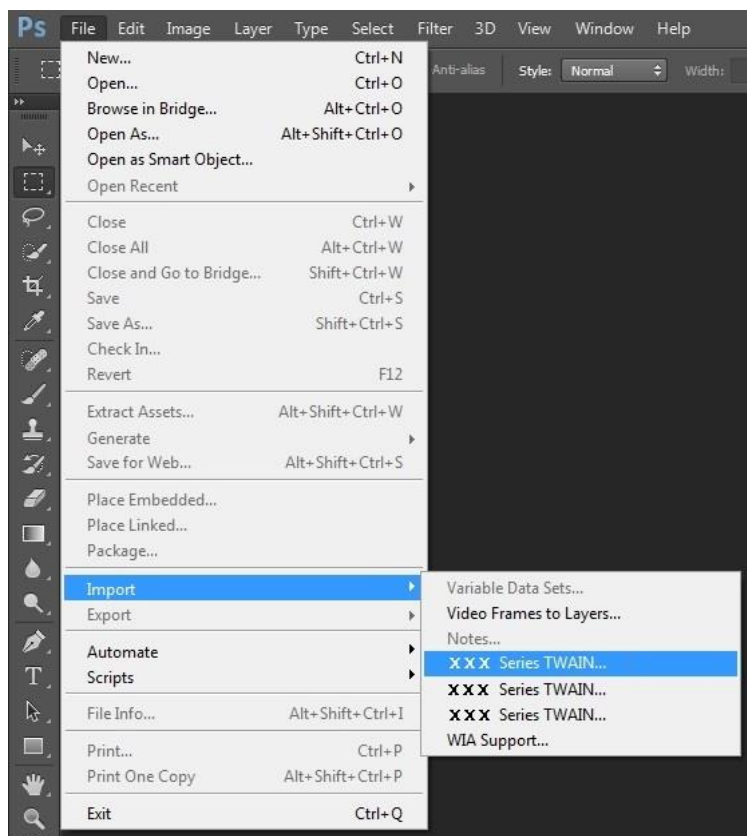 Ps File Edit Image Layer Type Select Filter 3D View Window Help
Anti-alias Style: Normal Width:
New... Ctrl+N
Open... Ctrl+O
Browse in Bridge... Alt+Ctrl+O
Open As... Alt+Shift+Ctrl+O
Open as Smart Object...
Open Recent
Close Ctrl+W
Close All Alt+Ctrl+W
Close and Go to Bridge... Shift+Ctrl+W
Save Ctrl+S
Save As... Shift+Ctrl+S
Check In...
Revert F12
Extract Assets... Alt+Shift+Ctrl+W
Generate
Save for Web... Alt+Shift+Ctrl+S
Place Embedded...
Place Linked...
Package...
Import
Export
Automate
Scripts
File Info... Alt+Shift+Ctrl+I
Print... Ctrl+P
Print One Copy Alt+Shift+Ctrl+P
Exit Ctrl+Q
Variable Data Sets...
Video Frames to Layers...
Notes...
XXX Series TWAIN...
XXX Series TWAIN...
XXX Series TWAIN...
WIA Support...